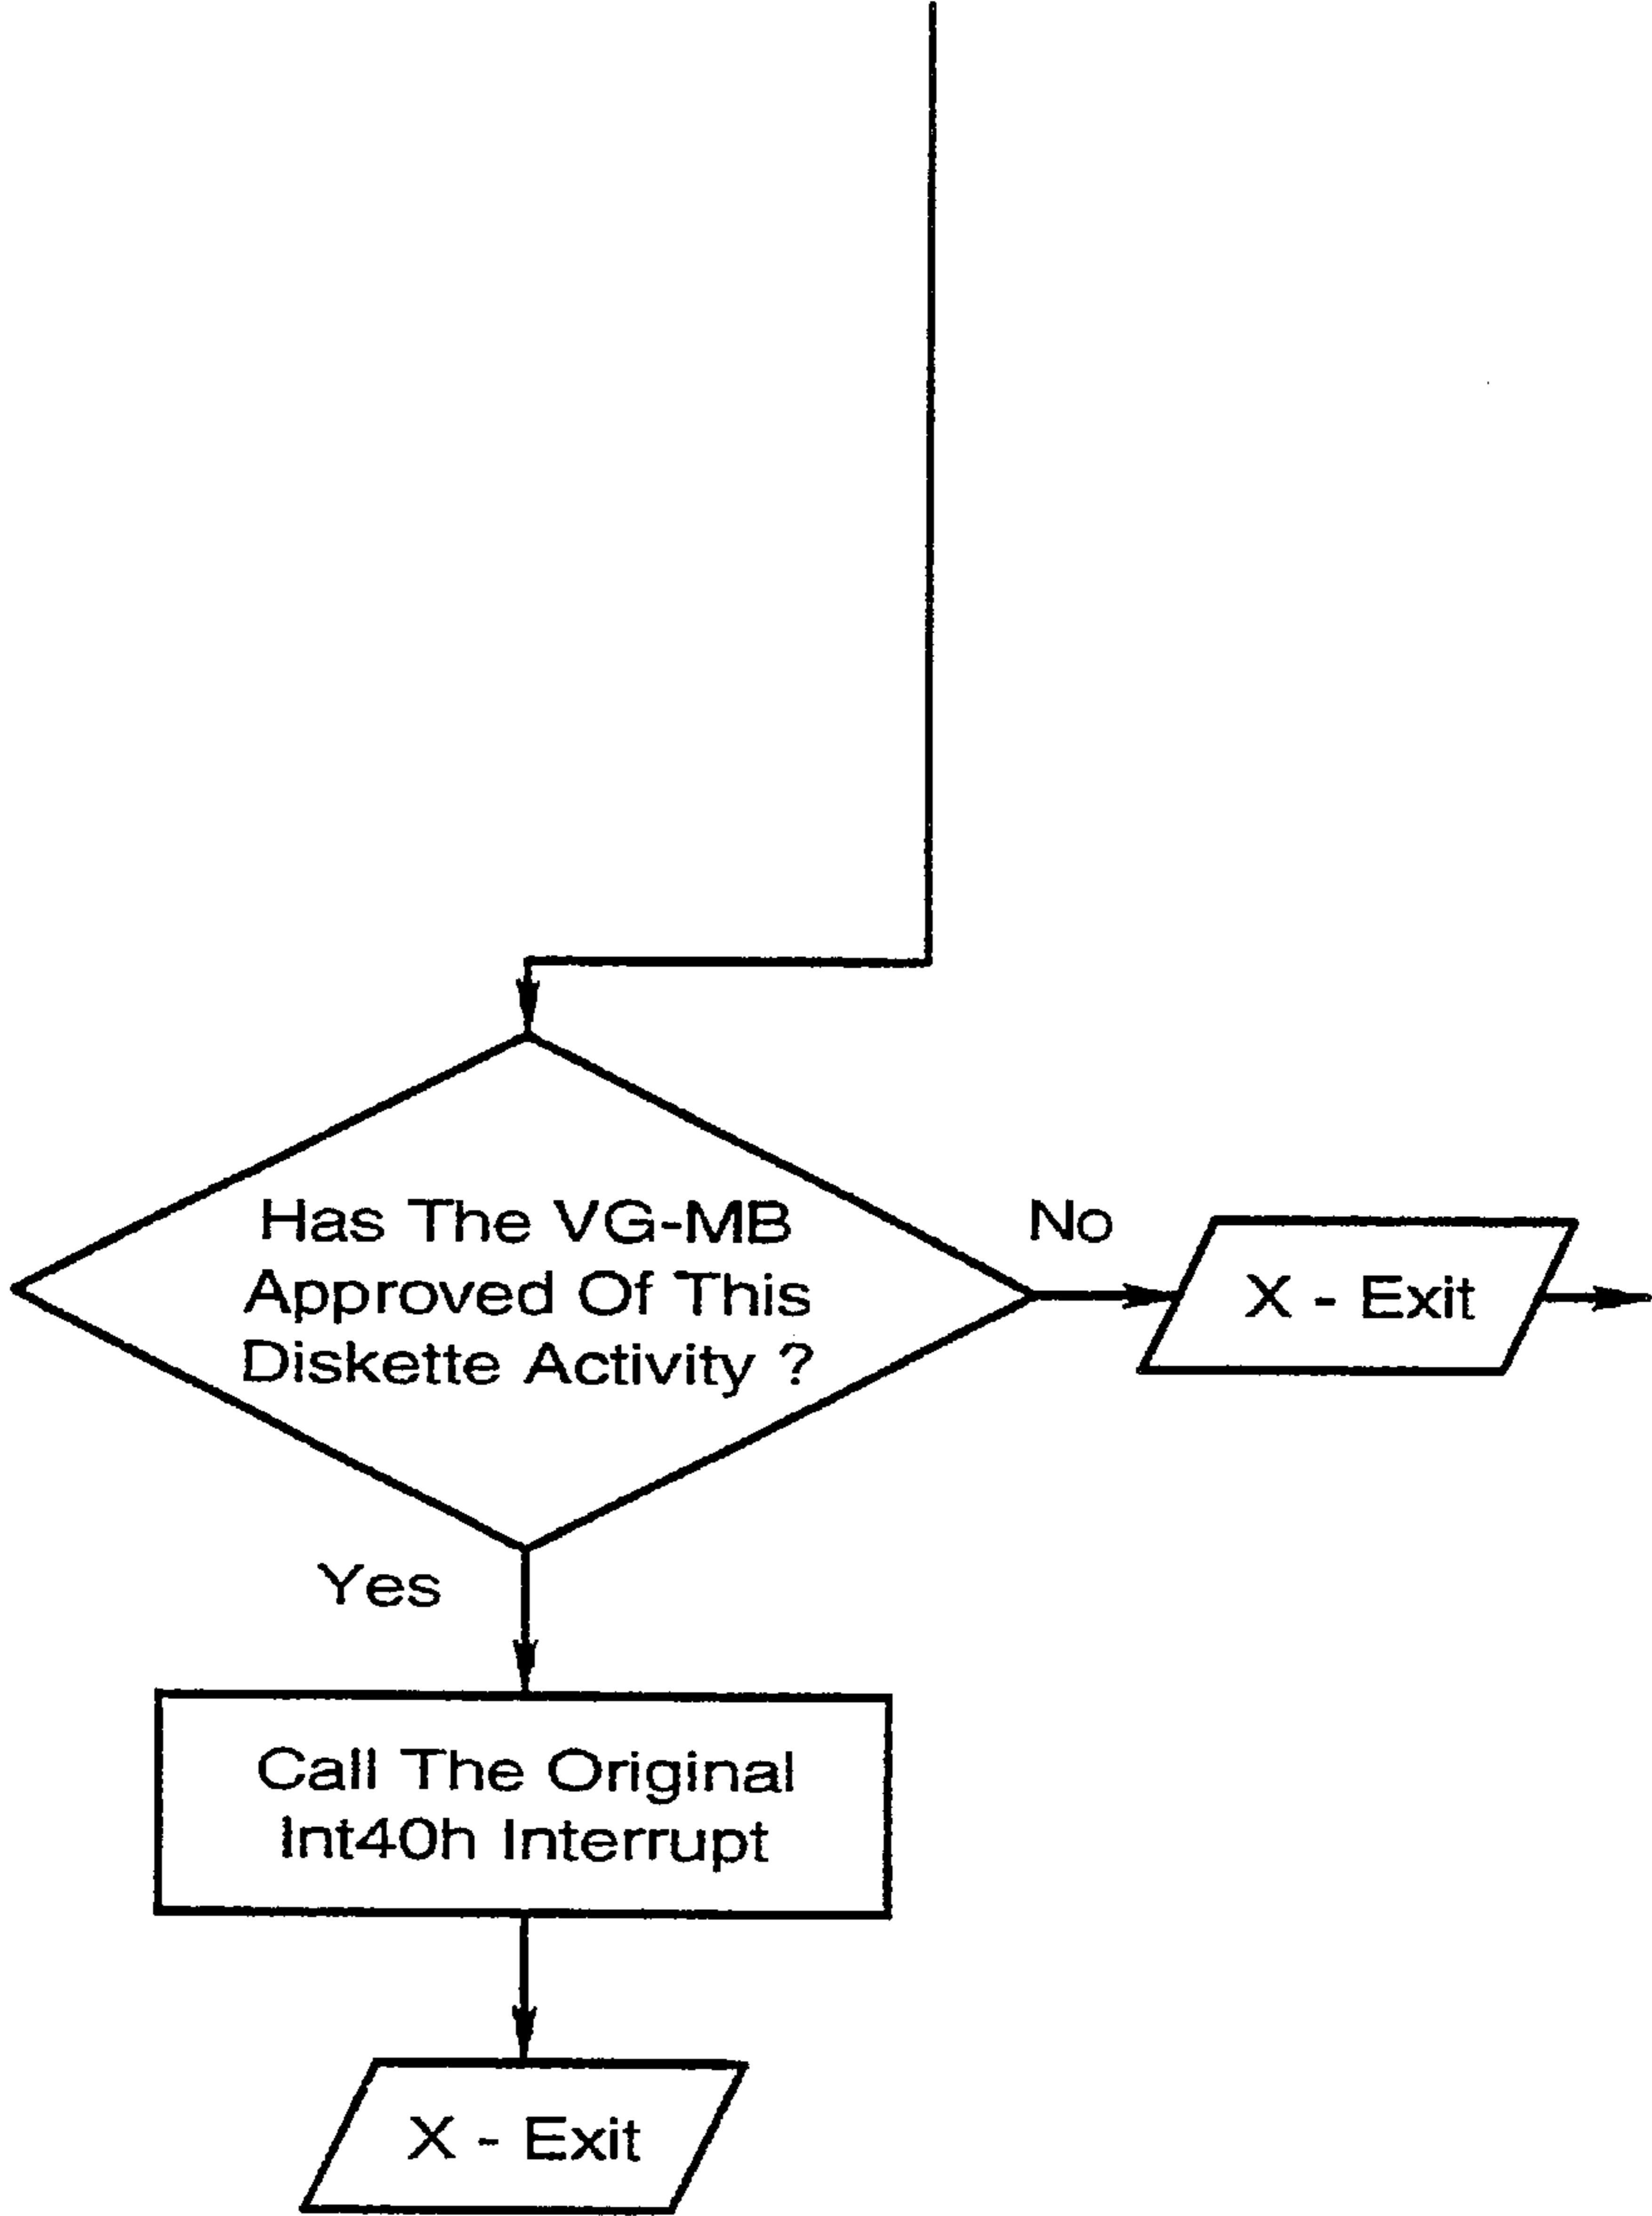 Has The VG-MB
Approved Of This
Diskette Activity ?
No
X - Exit
Yes
Call The Original
Int40h Interrupt
X - Exit